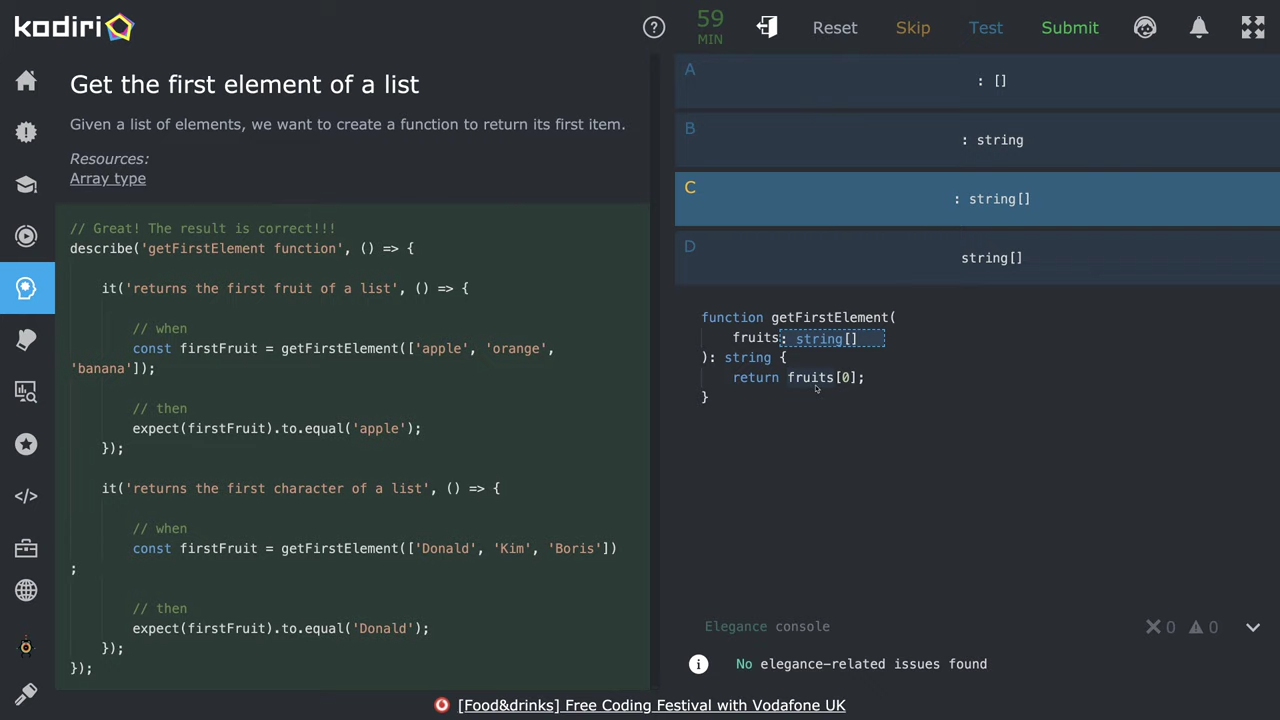 kodiri
59
MIN
Reset
Skip
Test
Submit
Get the first element of a list
Given a list of elements, we want to create a function to return its first item.
Resources:
Array type
// Great! The result is correct!!!
describe('getFirstElement function', () => {
it('returns the first fruit of a list', () => {
// when
const firstFruit = getFirstElement(['apple', 'orange',
'banana']);
// then
expect(firstFruit).to.equal('apple');
});
it('returns the first character of a list', () => {
// when
const firstFruit = getFirstElement(['Donald', 'Kim', 'Boris'])
;
// then
expect(firstFruit).to.equal('Donald');
});
});
A
: []
B
: string
C
: string[]
D
string[]
function getFirstElement(
fruits: string[]
): string {
return fruits[0];
}
Elegance console
0
0
No elegance-related issues found
[Food&drinks] Free Coding Festival with Vodafone UK